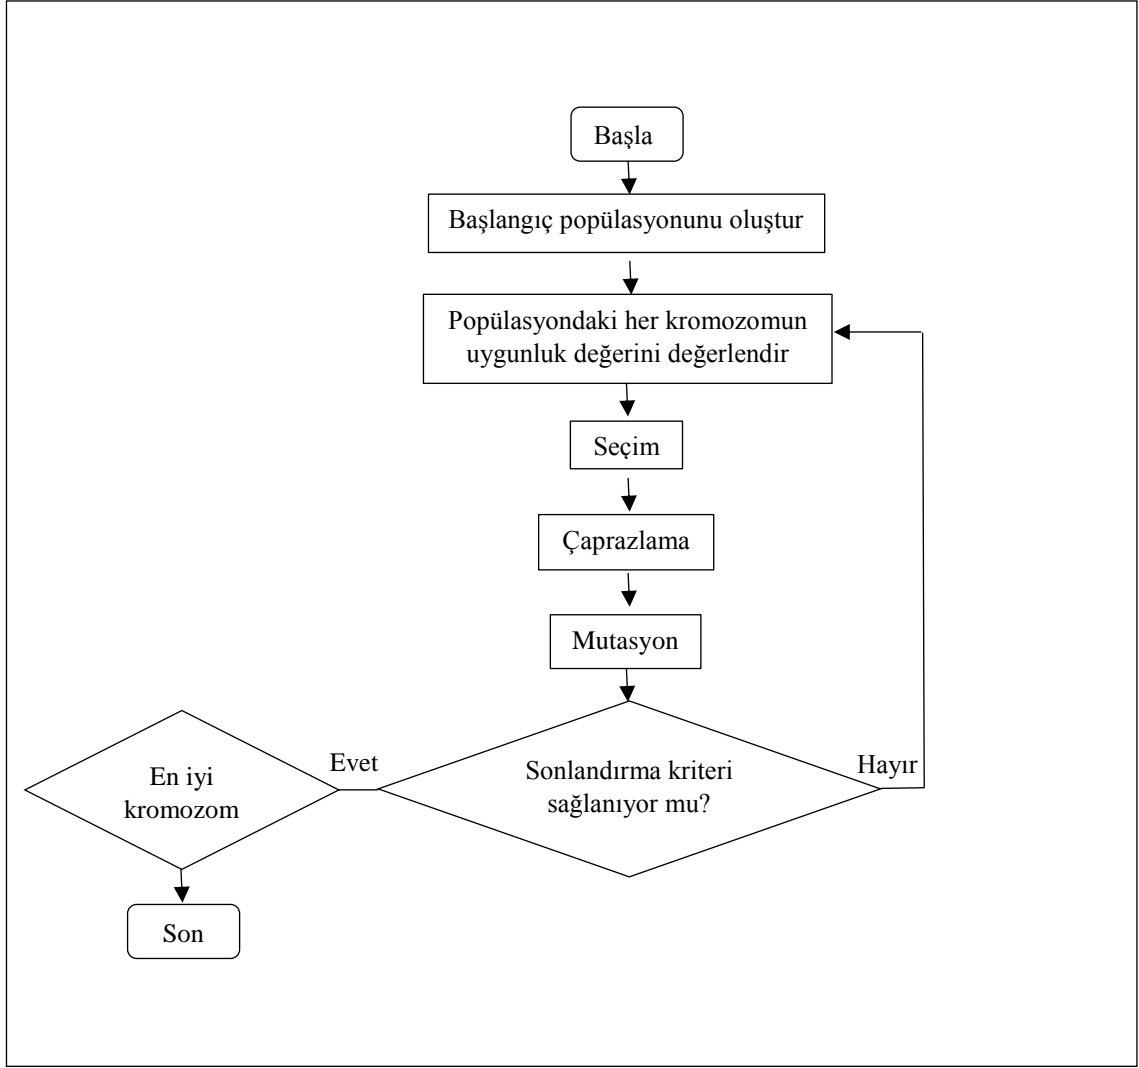 Başla
Başlangıç popülasyonunu oluştur
Popülasyondaki her kromozomun
uygunluk değerini değerlendir
Seçim
Çaprazlama
Mutasyon
Sonlandırma kriteri
sağlanıyor mu?
Hayır
Evet
En iyi
kromozom
Son